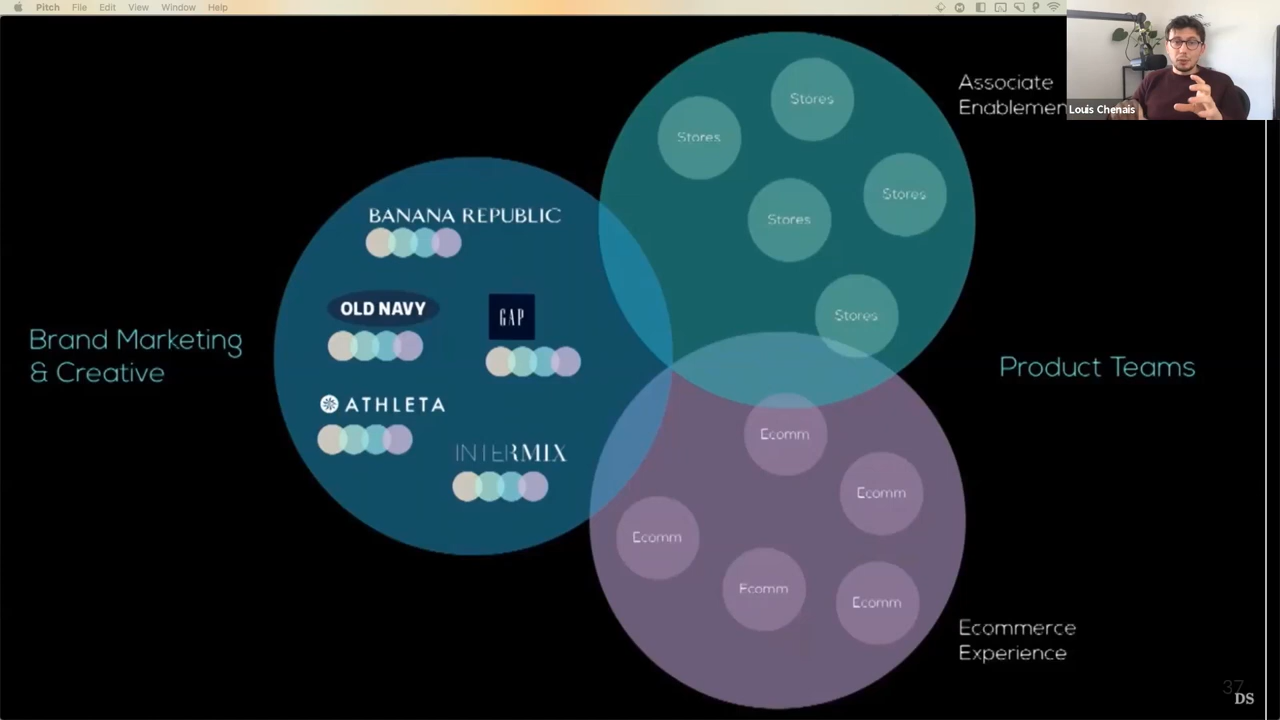 Pitch File Edit View Window Help
Louis Chenais
Associate
Enablemen
Stores
Stores
Stores
Stores
Stores
BANANA REPUBLIC
OLD NAVY
GAP
ATHLETA
INTERMIX
Brand Marketing
& Creative
Product Teams
Ecomm
Ecomm
Ecomm
Ecomm
Ecomm
Ecommerce
Experience
37
DS